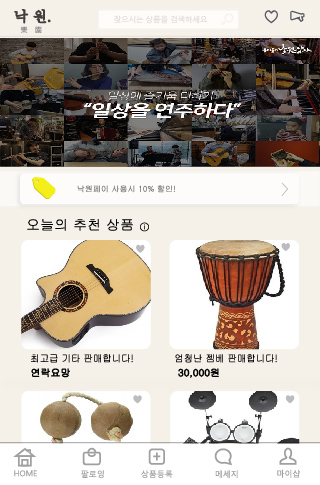 낙원.
樂園
찾으시는 상품을 검색하세요
일상에 즐거움 더하기
“일상을 연주하다”
낙원페이 사용시 10% 할인!
오늘의 추천 상품
최고급 기타 판매합니다!
연락요망
엄청난 젬베 판매합니다!
30,000원
HOME
팔로잉
상품등록
메세지
마이샵